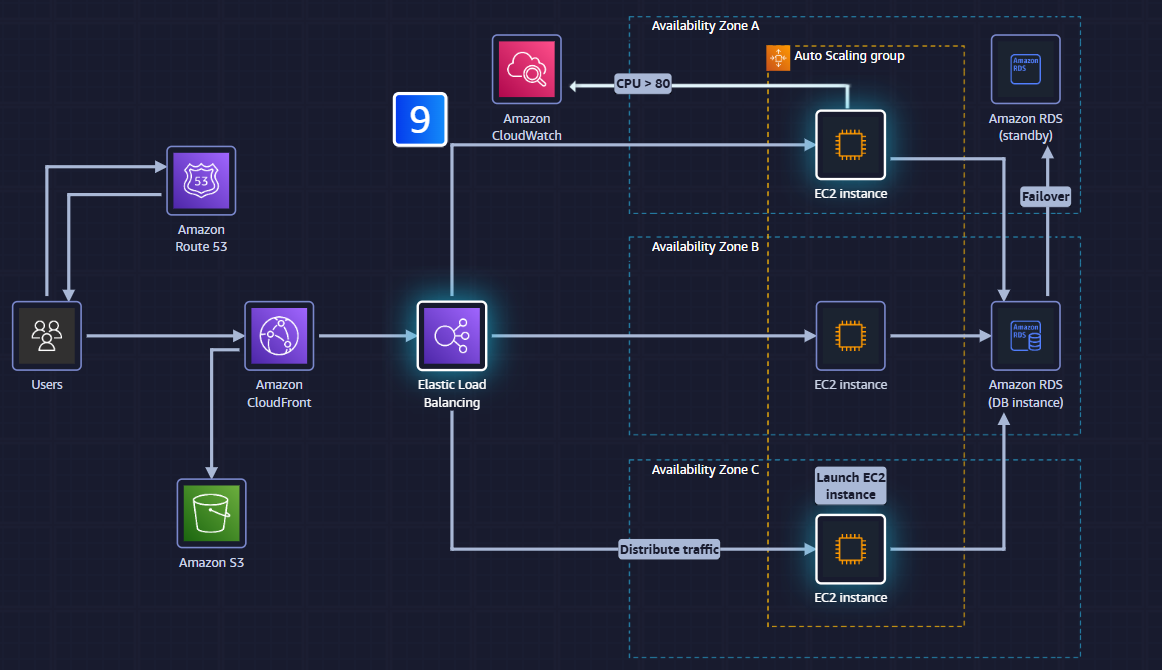 Availability Zone A
Auto Scaling group
CPU > 80
Amazon
CloudWatch
9
Amazon
RDS
Amazon RDS
(standby)
EC2 instance
Failover
53
Amazon
Route 53
Availability Zone B
Users
Amazon
CloudFront
Elastic Load
Balancing
EC2 instance
Amazon
RDS
Amazon RDS
(DB instance)
Availability Zone C
Launch EC2
instance
Distribute traffic
EC2 instance
Amazon S3